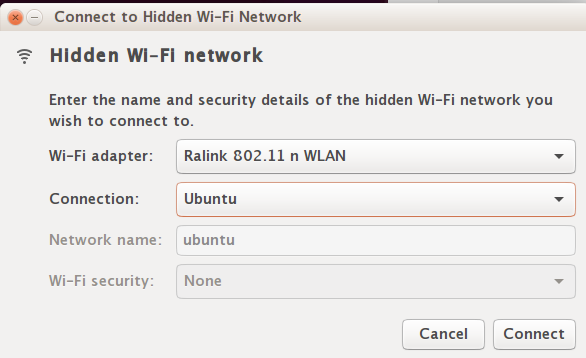 Connect to Hidden Wi-Fi Network
Hidden Wi-Fi network
Enter the name and security details of the hidden Wi-Fi network you
wish to connect to.
Wi-Fi adapter: Ralink 802.11 n WLAN
Connection: Ubuntu
Network name: ubuntu
Wi-Fi security: None
Cancel Connect